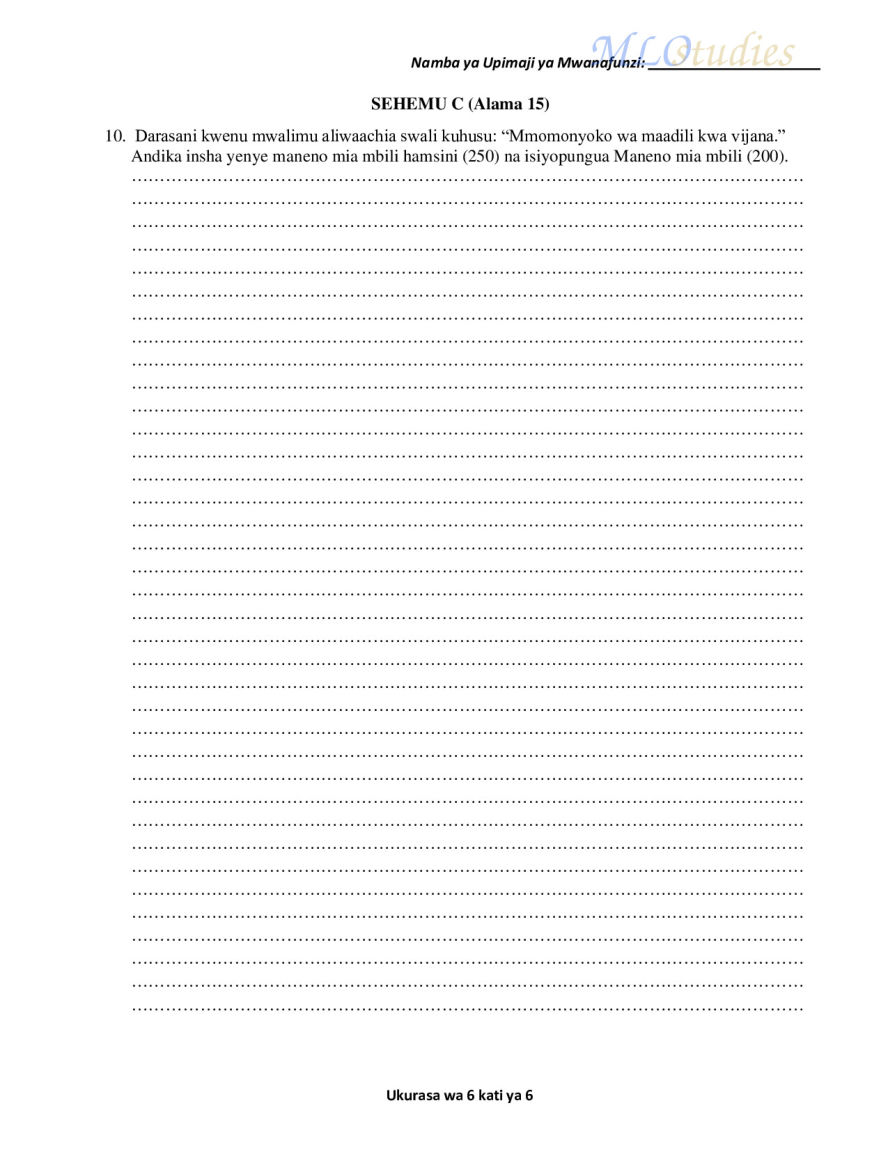 MLOstudies
Namba ya Upimaji ya Mwanafunzi:____________________
SEHEMU C (Alama 15)
10. Darasani kwenu mwalimu aliwaachia swali kuhusu: “Mmomonyoko wa maadili kwa vijana.”
Andika insha yenye maneno mia mbili hamsini (250) na isiyopungua Maneno mia mbili (200).
Ukurasa wa 6 kati ya 6